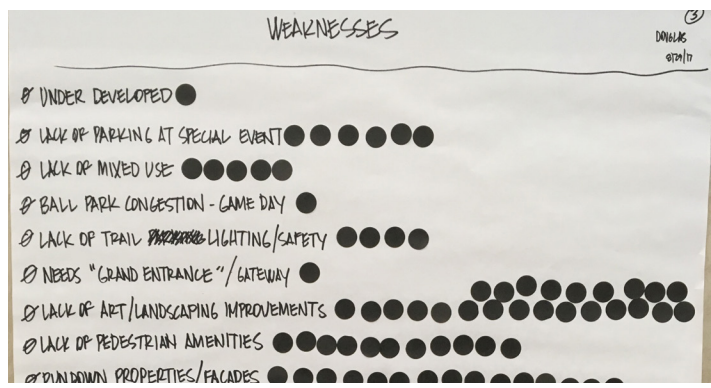 3
WEAKNESSES
DOUGLAS
8/29/17
Ø UNDER DEVELOPED
Ø LACK OF PARKING AT SPECIAL EVENT
Ø LACK OF MIXED USE
Ø BALL PARK CONGESTION - GAME DAY
Ø LACK OF TRAIL LIGHTING/SAFETY
Ø NEEDS "GRAND ENTRANCE"/GATEWAY
Ø LACK OF ART/LANDSCAPING IMPROVEMENTS
Ø LACK OF PEDESTRIAN AMENITIES
Ø RUNDOWN PROPERTIES/FACADES